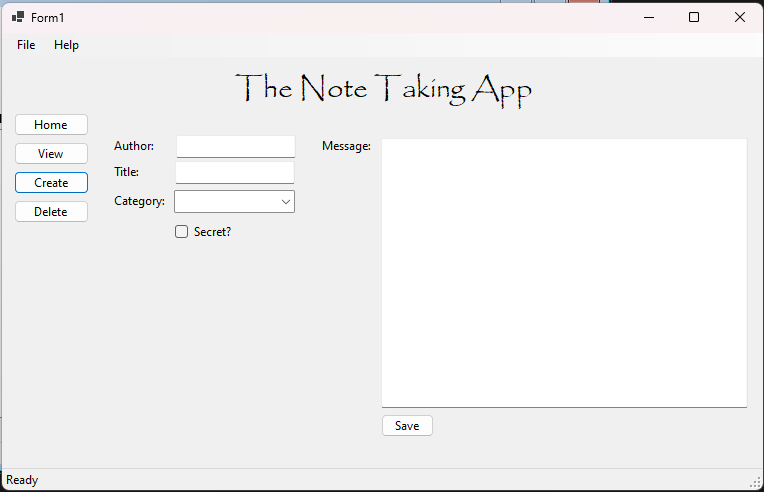 Form1
File Help
The Note Taking App
Home
View
Create
Delete
Author:
Title:
Category:
Secret?
Message:
Save
Ready